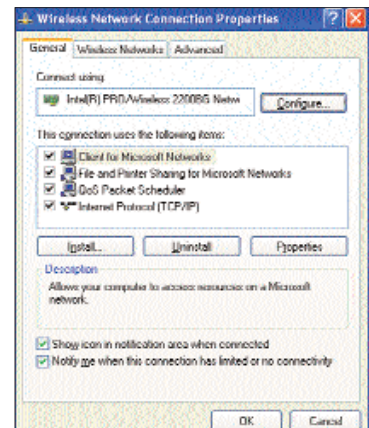 Wireless Network Connection Properties
General Wireless Networks Advanced
Connect using:
Intel(R) PRO/Wireless 2200BG Netw Configure...
This connection uses the following items:
Client for Microsoft Networks
File and Printer Sharing for Microsoft Networks
QoS Packet Scheduler
Internet Protocol (TCP/IP)
Install... Uninstall Properties
Description
Allows your computer to access resources on a Microsoft
network.
Show icon in notification area when connected
Notify me when this connection has limited or no connectivity
OK Cancel